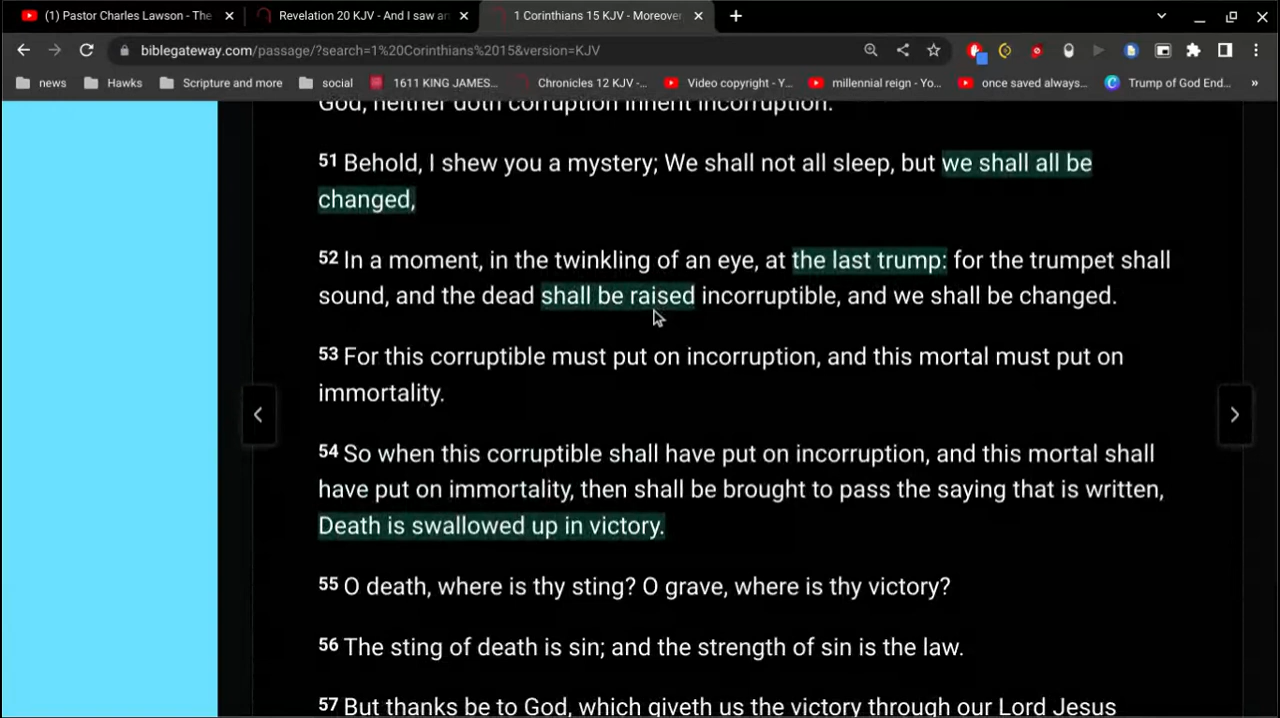 (1) Pastor Charles Lawson - The
Revelation 20 KJV - And I saw an
1 Corinthians 15 KJV - Moreover
biblegateway.com/passage/?search=1%20Corinthians%2015&version=KJV
news
Hawks
Scripture and more
social
1611 KING JAMES...
Chronicles 12 KJV -...
Video copyright - Y...
millennial reign - Yo...
once saved always...
Trump of God End...
God, neither doth corruption inherit incorruption.
51 Behold, I shew you a mystery; We shall not all sleep, but we shall all be
changed,
52 In a moment, in the twinkling of an eye, at the last trump: for the trumpet shall
sound, and the dead shall be raised incorruptible, and we shall be changed.
53 For this corruptible must put on incorruption, and this mortal must put on
immortality.
54 So when this corruptible shall have put on incorruption, and this mortal shall
have put on immortality, then shall be brought to pass the saying that is written,
Death is swallowed up in victory.
55 O death, where is thy sting? O grave, where is thy victory?
56 The sting of death is sin; and the strength of sin is the law.
57 But thanks be to God, which giveth us the victory through our Lord Jesus